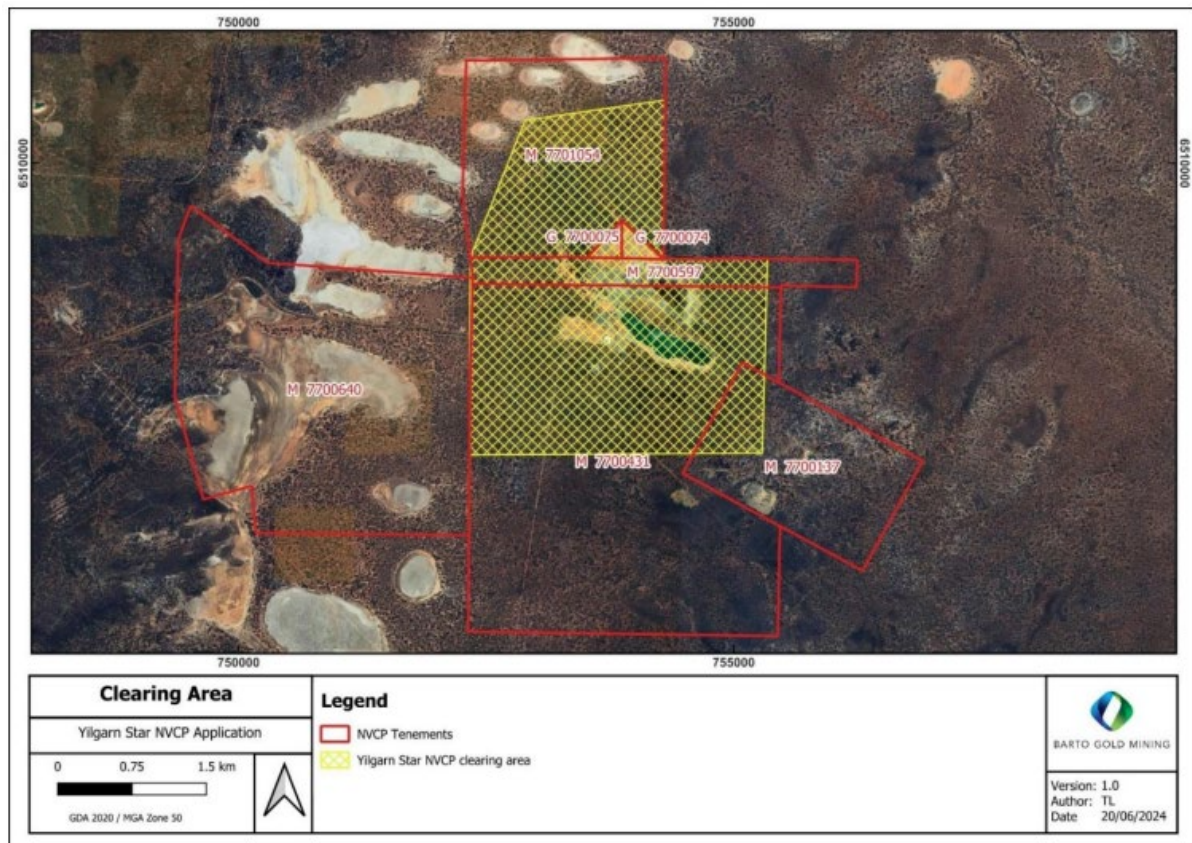 750000
755000
6510000
6510000
M 7701054
G 7700075
G 7700074
M 7700597
M 7700640
M 7700431
M 7700137
750000
755000
Clearing Area
Yilgarn Star NVCP Application
0 0.75 1.5 km
GDA 2020 / MGA Zone 50
Legend
NVCP Tenements
Yilgarn Star NVCP clearing area
BARTO GOLD MINING
Version: 1.0
Author: TL
Date 20/06/2024